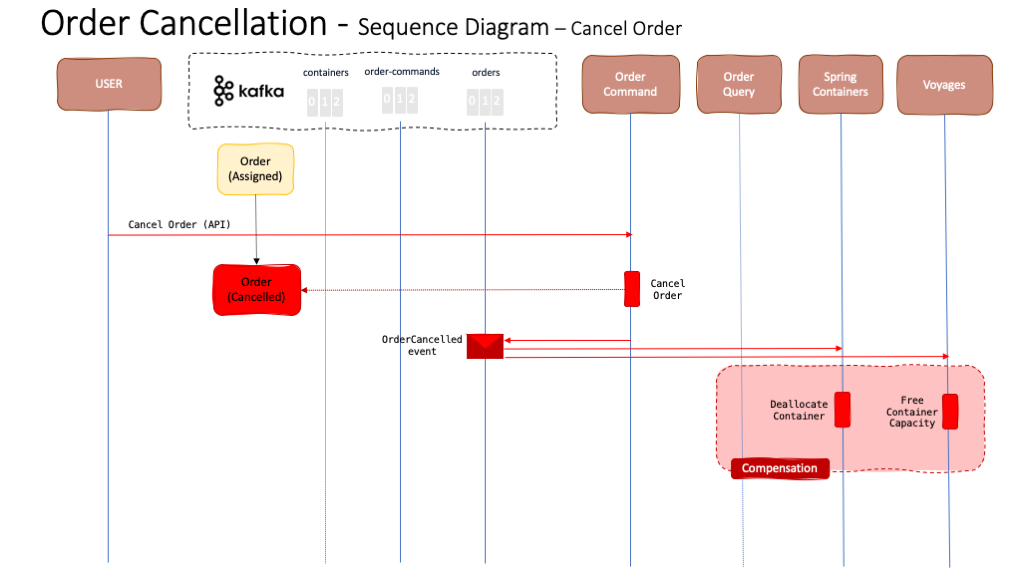 Order Cancellation - Sequence Diagram – Cancel Order
USER
kafka
containers
0 1 2
order-commands
0 1 2
orders
0 1 2
Order
Command
Order
Query
Spring
Containers
Voyages
Order
(Assigned)
Cancel Order (API)
Order
(Cancelled)
Cancel
Order
OrderCancelled
event
Deallocate
Container
Free
Container
Capacity
Compensation